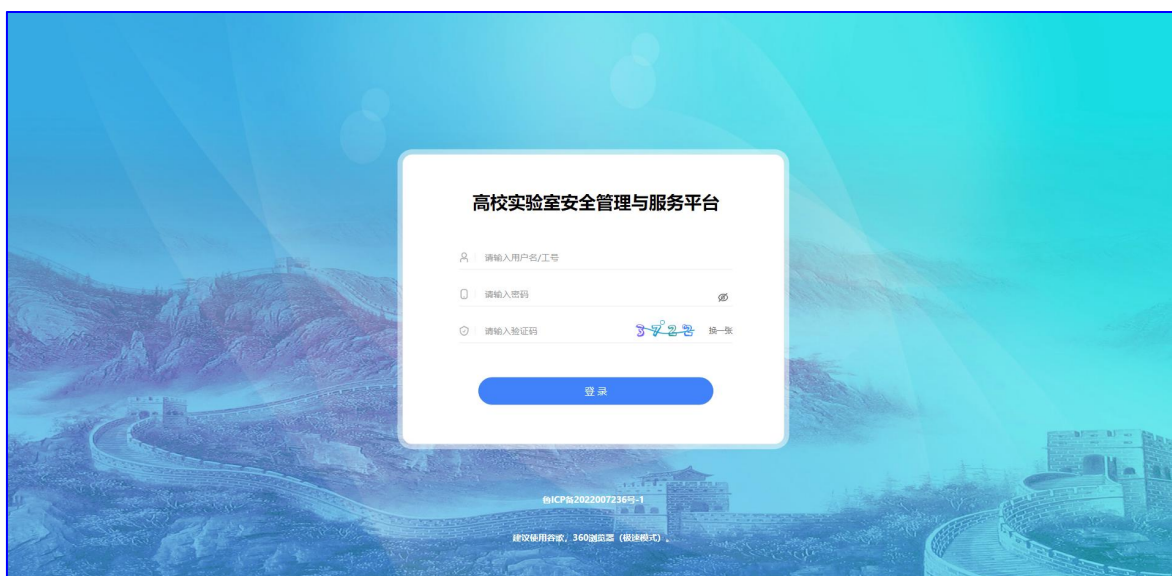 高校实验室安全管理与服务平台
请输入用户名/工号
请输入密码
请输入验证码 3722 换一张
登录
鲁ICP备2022007236号-1
建议使用谷歌，360浏览器（极速模式）。